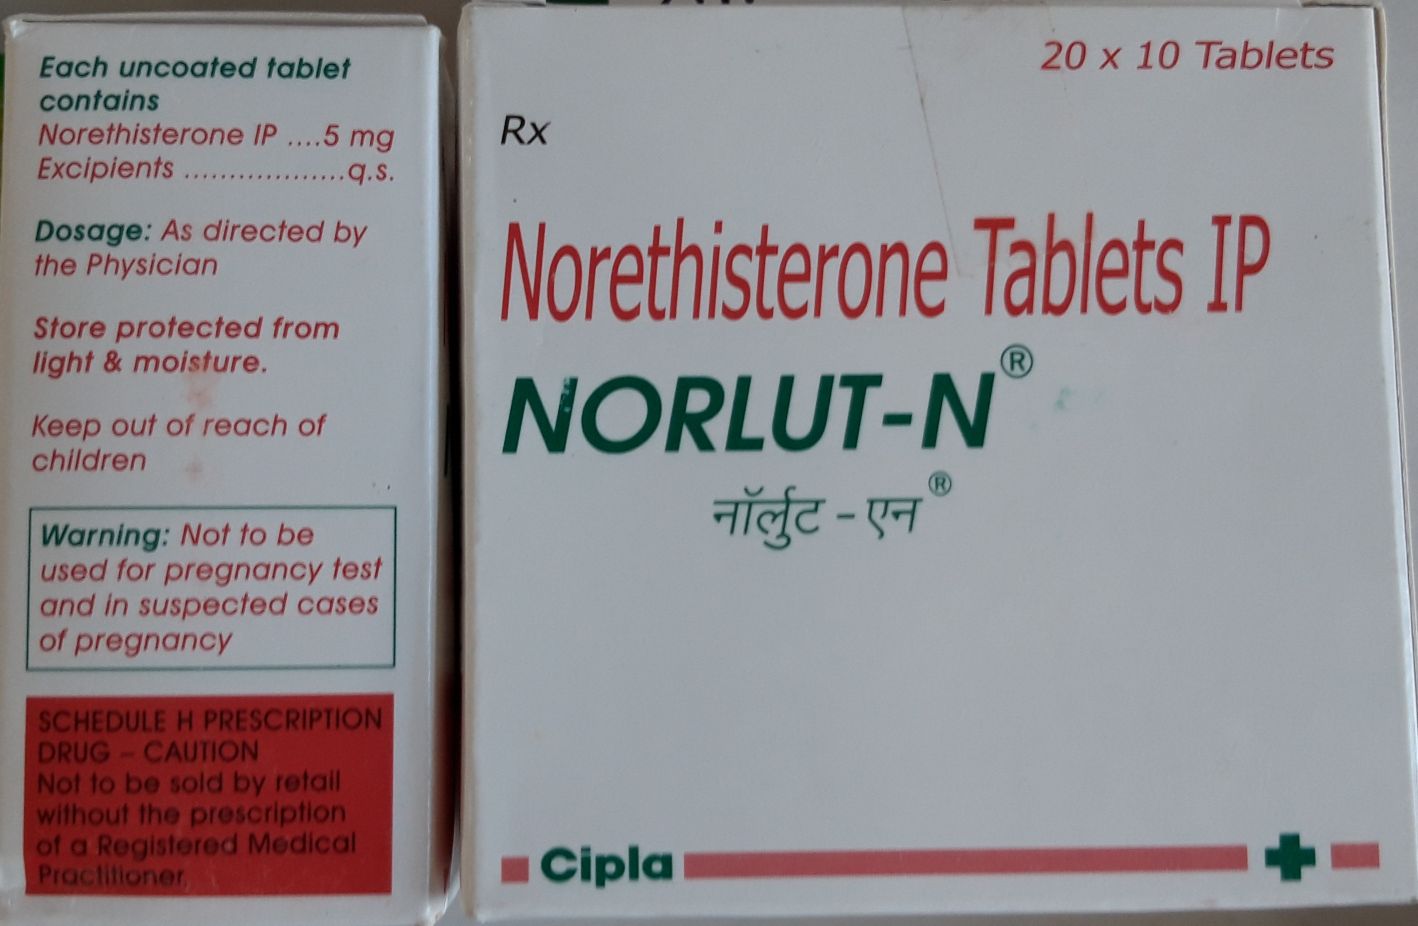 Each uncoated tablet
contains
Norethisterone IP ....5 mg
Excipients ..................q.s.
Dosage: As directed by
the Physician
Store protected from
light & moisture.
Keep out of reach of
children
Warning: Not to be
used for pregnancy test
and in suspected cases
of pregnancy
SCHEDULE H PRESCRIPTION
DRUG – CAUTION
Not to be sold by retail
without the prescription
of a Registered Medical
Practitioner.
20 x 10 Tablets
Rx
Norethisterone Tablets IP
NORLUT-N®
नॉर्लुट - एन®
Cipla